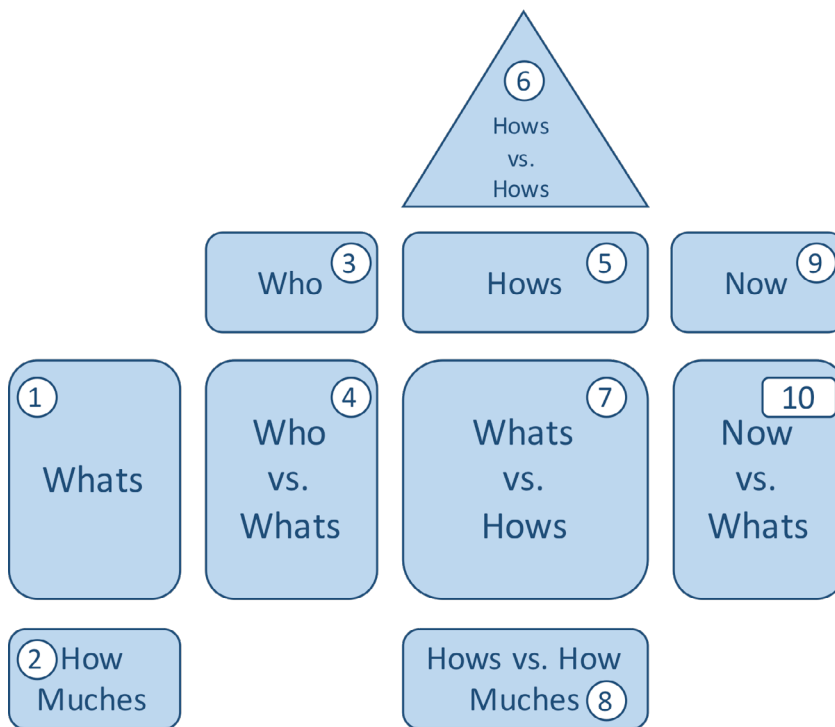 6
Hows
vs.
Hows
Who 3
Hows 5
Now 9
1
Whats
4
Who
vs.
Whats
7
Whats
vs.
Hows
10
Now
vs.
Whats
2 How
Muches
Hows vs. How
Muches 8